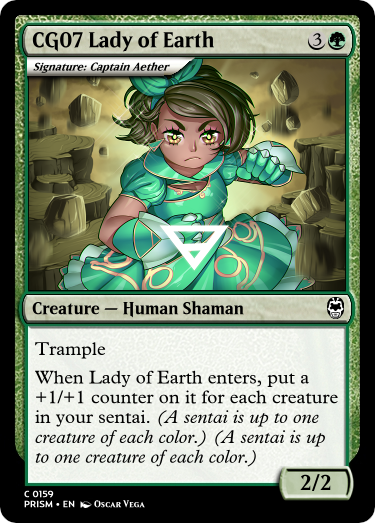 CG07 Lady of Earth 3
Signature: Captain Aether
Creature — Human Shaman
Trample
When Lady of Earth enters, put a
+1/+1 counter on it for each creature
in your sentai. (A sentai is up to one
creature of each color.) (A sentai is up
to one creature of each color.)
2/2
C 0159
PRISM • EN Oscar Vega